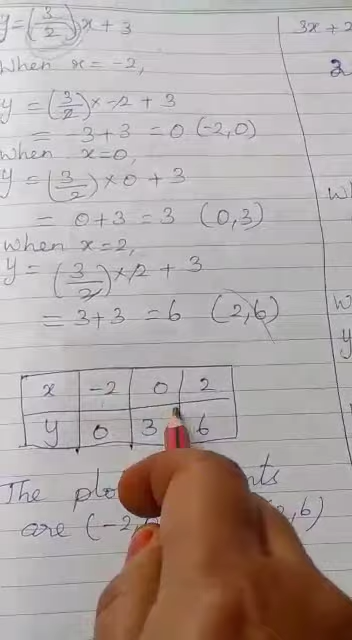 y=(3/2)x+3
3x+2
When x=-2,
y=(3/2)×-2+3
= -3+3 =0 (-2,0)
When x=0,
y=(3/2)×0+3
= 0+3 =3 (0,3)
When x=2,
y=(3/2)×2+3
=3+3 =6 (2,6)
x -2 0 2
y 0 3 6
The
are (-2, ,6)